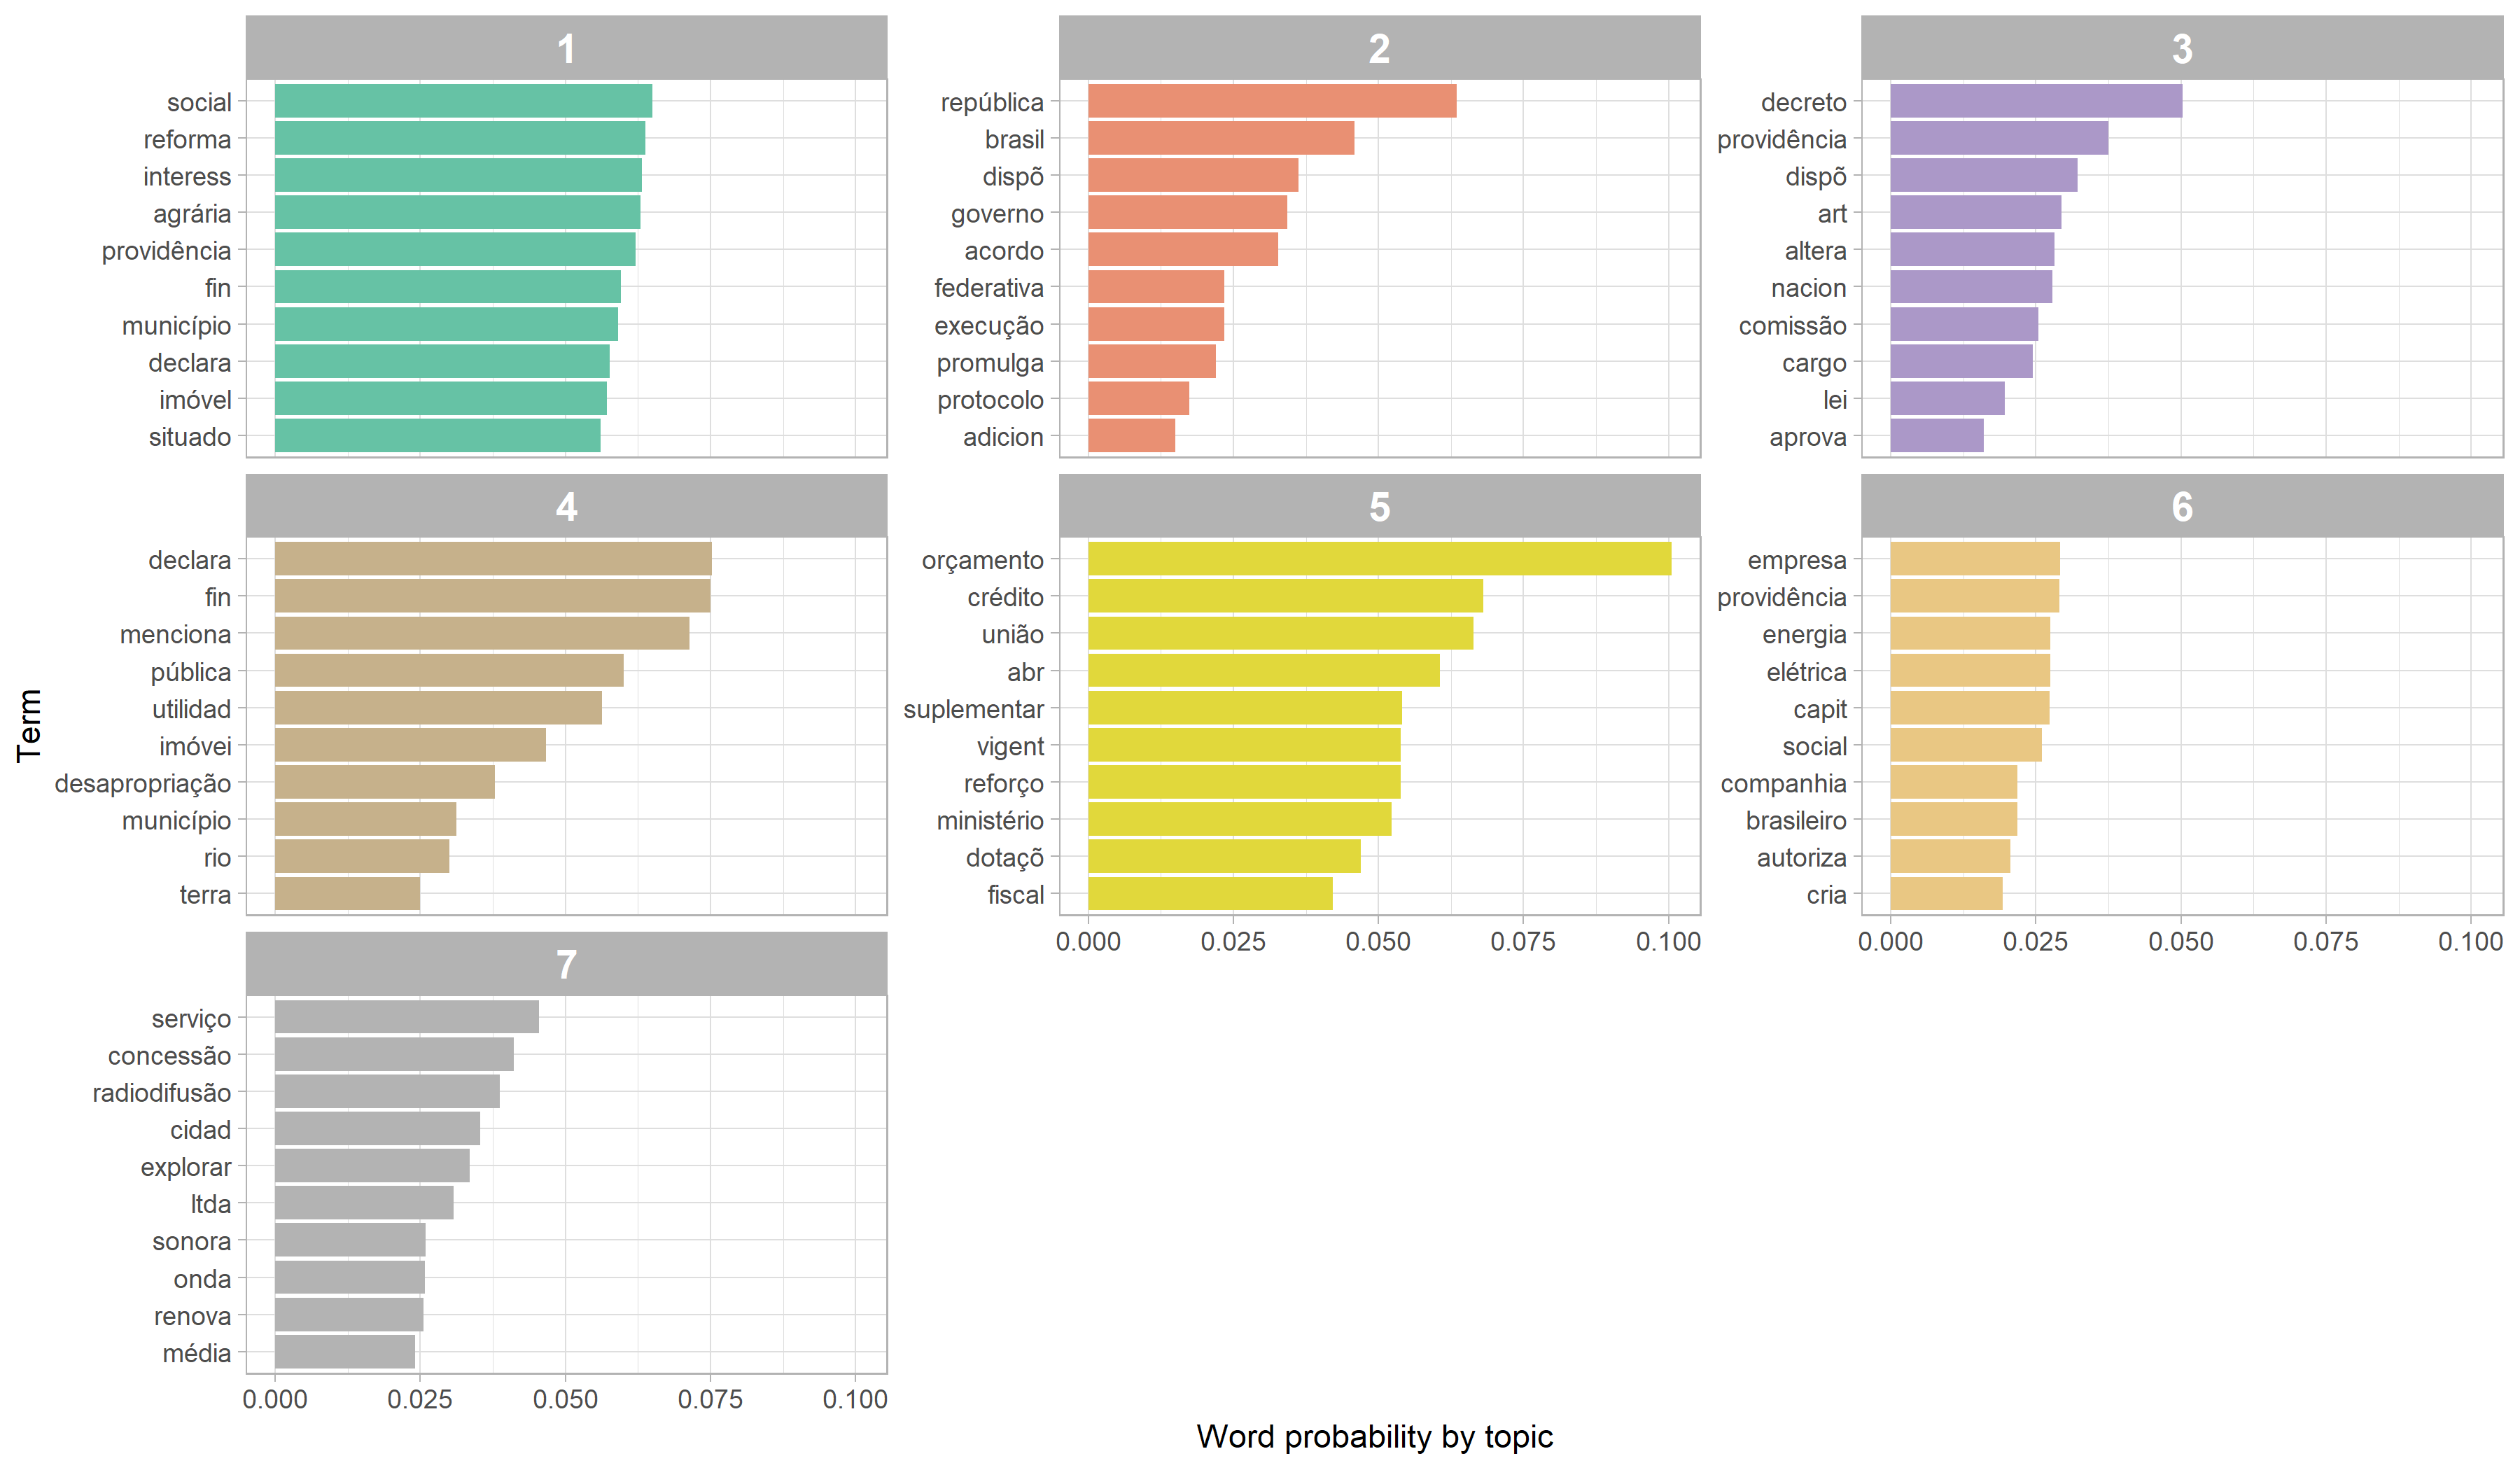 1
social
reforma
interess
agrária
providência
fin
município
declara
imóvel
situado
2
república
brasil
dispõ
governo
acordo
federativa
execução
promulga
protocolo
adicion
3
decreto
providência
dispõ
art
altera
nacion
comissão
cargo
lei
aprova
4
declara
fin
menciona
pública
utilidad
imóvei
desapropriação
município
rio
terra
5
orçamento
crédito
união
abr
suplementar
vigent
reforço
ministério
dotaçõ
fiscal
0.000 0.025 0.050 0.075 0.100
6
empresa
providência
energia
elétrica
capit
social
companhia
brasileiro
autoriza
cria
0.000 0.025 0.050 0.075 0.100
7
serviço
concessão
radiodifusão
cidad
explorar
ltda
sonora
onda
renova
média
0.000 0.025 0.050 0.075 0.100
Term
Word probability by topic